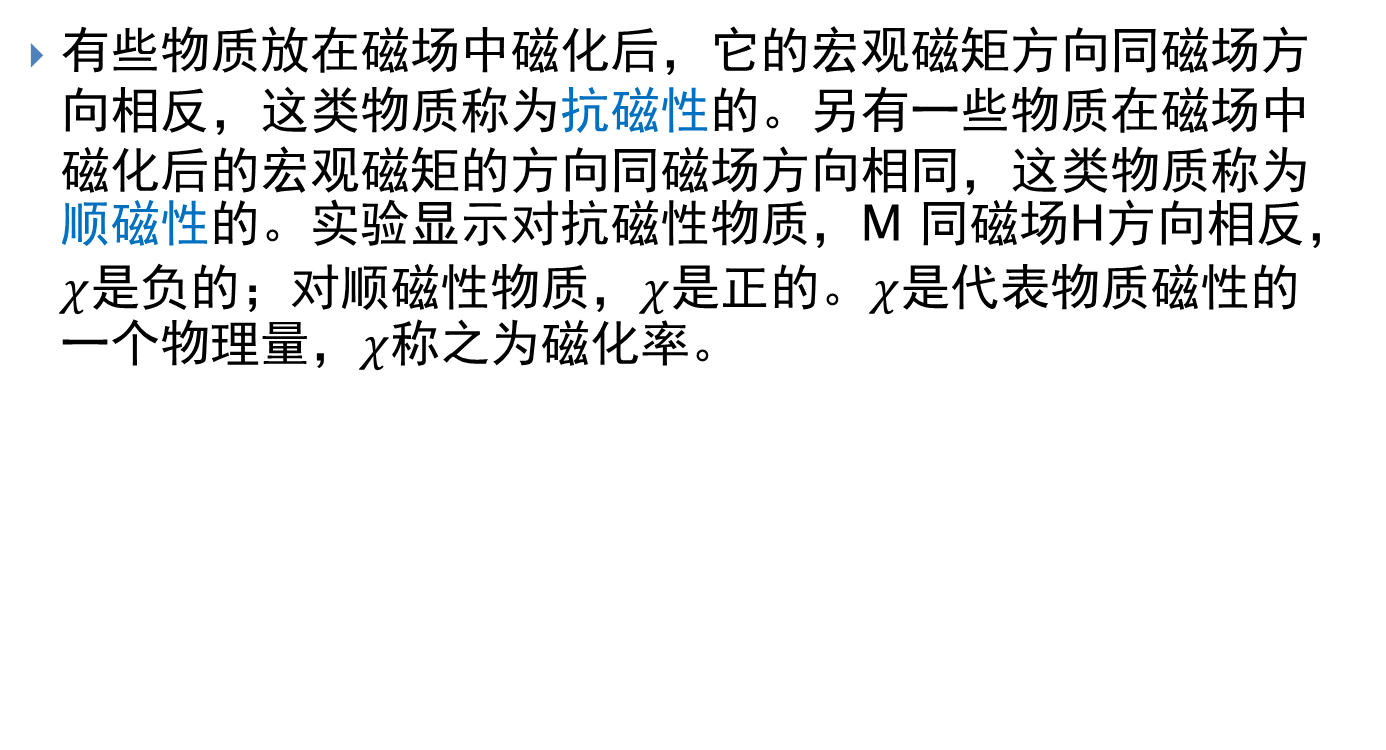 有些物质放在磁场中磁化后，它的宏观磁矩方向同磁场方
向相反，这类物质称为抗磁性的。另有一些物质在磁场中
磁化后的宏观磁矩的方向同磁场方向相同，这类物质称为
顺磁性的。实验显示对抗磁性物质，M 同磁场H方向相反，
χ是负的；对顺磁性物质，χ是正的。χ是代表物质磁性的
一个物理量，χ称之为磁化率。